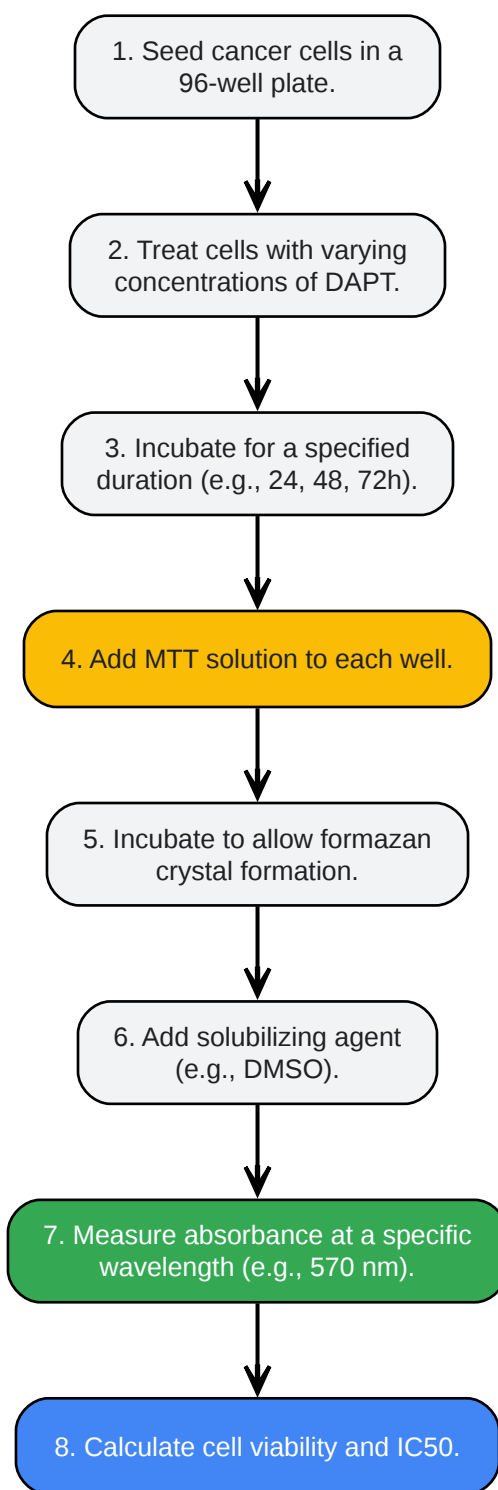 1. Seed cancer cells in a
96-well plate.
2. Treat cells with varying
concentrations of DAPT.
3. Incubate for a specified
duration (e.g., 24, 48, 72h).
4. Add MTT solution to each well.
5. Incubate to allow formazan
crystal formation.
6. Add solubilizing agent
(e.g., DMSO).
7. Measure absorbance at a specific
wavelength (e.g., 570 nm).
8. Calculate cell viability and IC50.